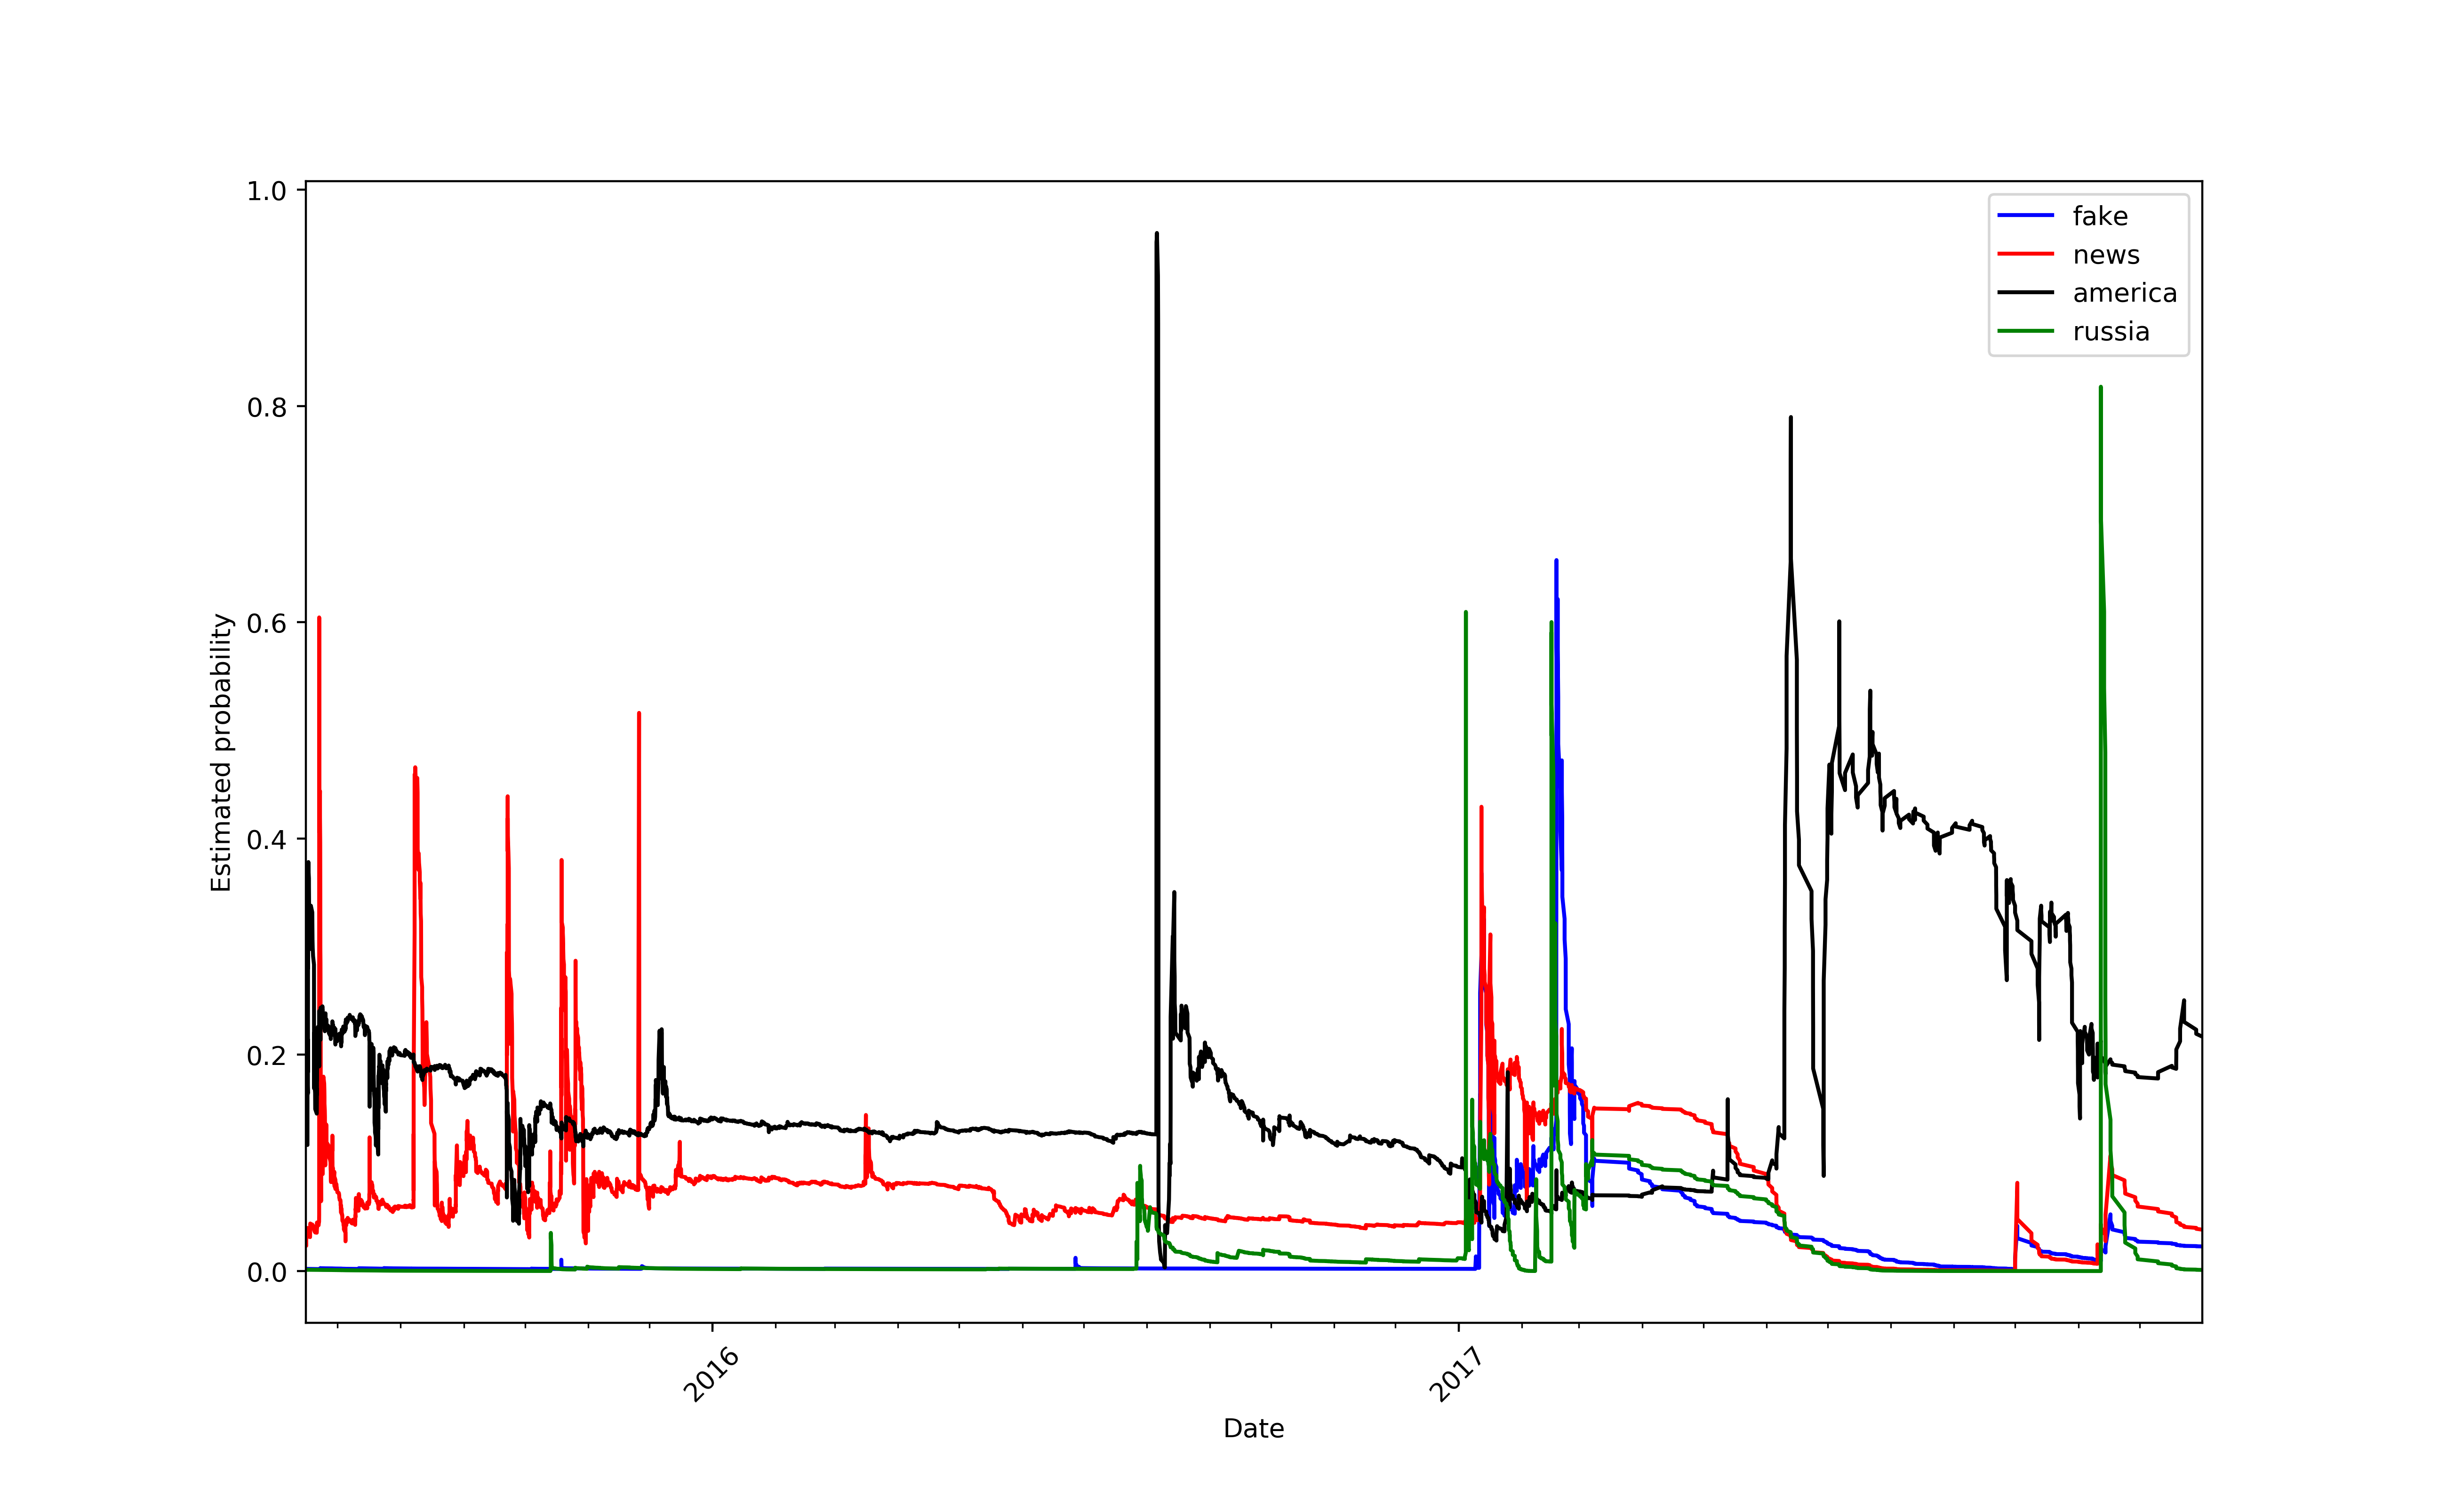 1.0
0.8
0.6
0.4
0.2
0.0
Estimated probability
fake
news
america
russia
2016
2017
Date